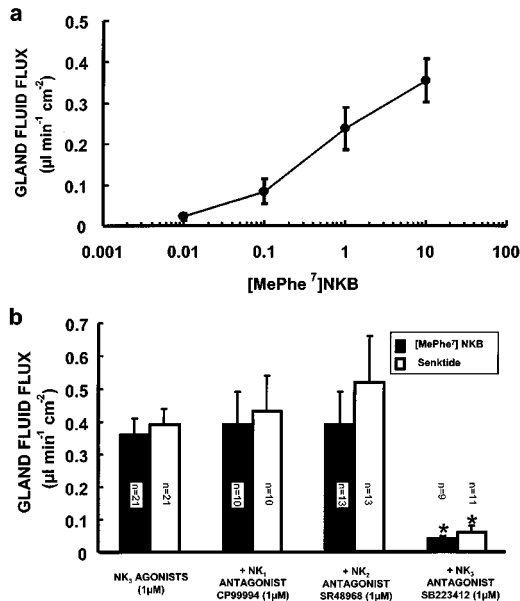 a
GLAND FLUID FLUX
(µl min⁻¹ cm⁻²)
0.5
0.4
0.3
0.2
0.1
0
0.001 0.01 0.1 1 10 100
[MePhe ⁷]NKB
b
GLAND FLUID FLUX
(µl min⁻¹ cm⁻²)
0.7
0.6
0.5
0.4
0.3
0.2
0.1
0
[MePhe⁷] NKB
Senktide
n=21 n=21 n=10 n=10 n=13 n=13 n=9 n=11
* *
NK₃ AGONISTS
(1µM)
+ NK₁
ANTAGONIST
CP99994 (1µM)
+ NK₂
ANTAGONIST
SR48968 (1µM)
+ NK₃
ANTAGONIST
SB223412 (1µM)